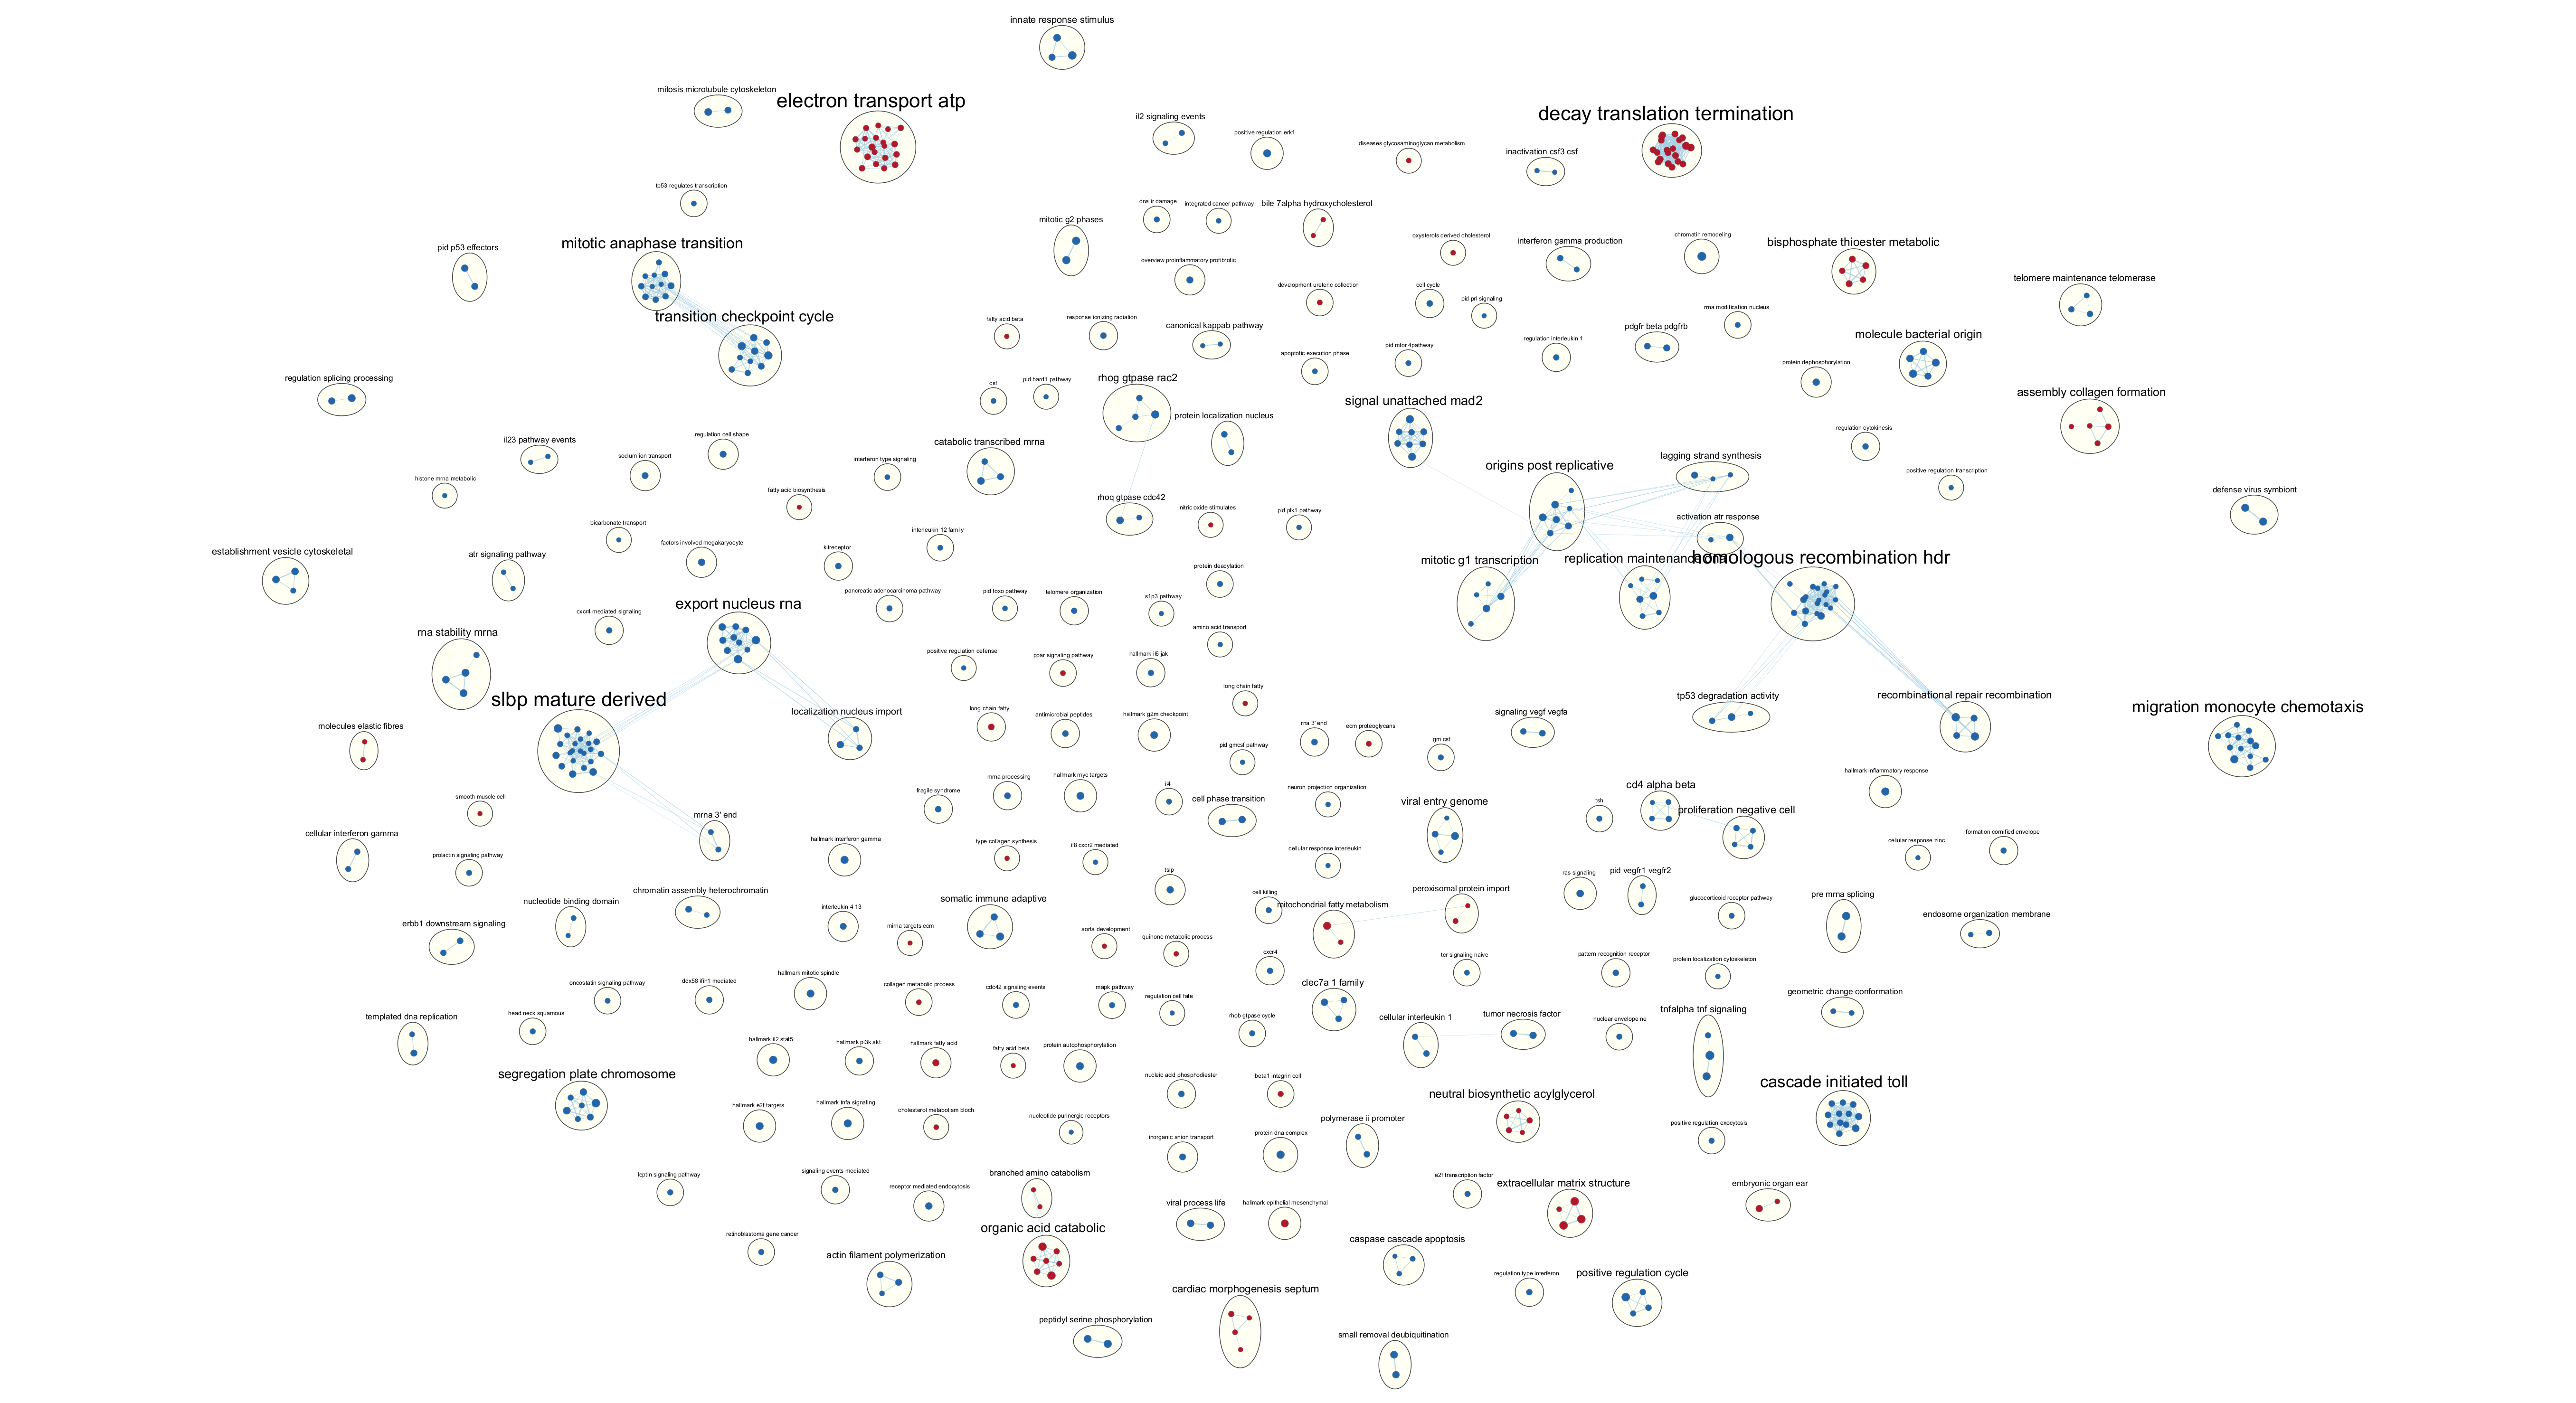 innate response stimulus
mitosis microtubule cytoskeleton
electron transport atp
decay translation termination
il2 signaling events
positive regulation erk1
diseases glycosaminoglycan metabolism
inactivation csf3 csf
tp53 regulates transcription
dna ir damage
integrated cancer pathway
bile 7alpha hydroxycholesterol
mitotic g2 phases
oxysterols derived cholesterol
interferon gamma production
chromatin remodeling
bisphosphate thioester metabolic
pid p53 effectors
mitotic anaphase transition
overview proinflammatory profibrotic
telomere maintenance telomerase
development ureteric collection
cell cycle
pid prl signaling
rna modification nucleus
transition checkpoint cycle
fatty acid beta
response ionizing radiation
canonical kappab pathway
pdgfr beta pdgfrb
molecule bacterial origin
regulation interleukin 1
pid mtor 4pathway
apoptotic execution phase
protein dephosphorylation
regulation splicing processing
csf
pid bard1 pathway
rhog gtpase rac2
signal unattached mad2
assembly collagen formation
protein localization nucleus
regulation cytokinesis
il23 pathway events
regulation cell shape
catabolic transcribed mrna
sodium ion transport
interferon type signaling
origins post replicative
lagging strand synthesis
positive regulation transcription
histone mrna metabolic
fatty acid biosynthesis
rhoq gtpase cdc42
nitric oxide stimulates
pid plk1 pathway
activation atr response
defense virus symbiont
bicarbonate transport
interleukin 12 family
establishment vesicle cytoskeletal
atr signaling pathway
factors involved megakaryocyte
kitreceptor
mitotic g1 transcription
replication maintenance
homologous recombination hdr
protein deacylation
pancreatic adenocarcinoma pathway
pid foxo pathway
telomere organization
s1p3 pathway
cxcr4 mediated signaling
export nucleus rna
rna stability mrna
amino acid transport
positive regulation defense
ppar signaling pathway
hallmark il6 jak
slbp mature derived
long chain fatty
tp53 degradation activity
recombinational repair recombination
molecules elastic fibres
localization nucleus import
long chain fatty
antimicrobial peptides
hallmark g2m checkpoint
rna 3' end
ecm proteoglycans
signaling vegf vegfa
migration monocyte chemotaxis
pid gmcsf pathway
gm csf
smooth muscle cell
fragile syndrome
mrna processing
hallmark myc targets
il4
neuron projection organization
cd4 alpha beta
hallmark inflammatory response
cell phase transition
viral entry genome
tsh
proliferation negative cell
mrna 3' end
cellular interferon gamma
hallmark interferon gamma
type collagen synthesis
il8 cxcr2 mediated
cellular response interleukin
cellular response zinc
formation cornified envelope
prolactin signaling pathway
tslp
ras signaling
pid vegfr1 vegfr2
chromatin assembly heterochromatin
nucleotide binding domain
somatic immune adaptive
cell killing
mitochondrial fatty metabolism
peroxisomal protein import
glucocorticoid receptor pathway
pre mrna splicing
endosome organization membrane
interleukin 4 13
erbb1 downstream signaling
mirna targets ecm
aorta development
quinone metabolic process
cxcr4
tcr signaling naive
pattern recognition receptor
protein localization cytoskeleton
oncostatin signaling pathway
ddx58 ifih1 mediated
hallmark mitotic spindle
collagen metabolic process
cdc42 signaling events
mapk pathway
regulation cell fate
clec7a 1 family
geometric change conformation
templated dna replication
head neck squamous
rhob gtpase cycle
cellular interleukin 1
tumor necrosis factor
nuclear envelope ne
tnfalpha tnf signaling
hallmark il2 stat5
hallmark pi3k akt
hallmark fatty acid
fatty acid beta
protein autophosphorylation
segregation plate chromosome
nucleic acid phosphodiester
beta1 integrin cell
neutral biosynthetic acylglycerol
cascade initiated toll
hallmark e2f targets
hallmark tnfa signaling
cholesterol metabolism bloch
nucleotide purinergic receptors
polymerase ii promoter
positive regulation exocytosis
inorganic anion transport
protein dna complex
leptin signaling pathway
signaling events mediated
receptor mediated endocytosis
branched amino catabolism
e2f transcription factor
extracellular matrix structure
embryonic organ ear
viral process life
hallmark epithelial mesenchymal
retinoblastoma gene cancer
actin filament polymerization
organic acid catabolic
caspase cascade apoptosis
regulation type interferon
positive regulation cycle
cardiac morphogenesis septum
peptidyl serine phosphorylation
small removal deubiquitination